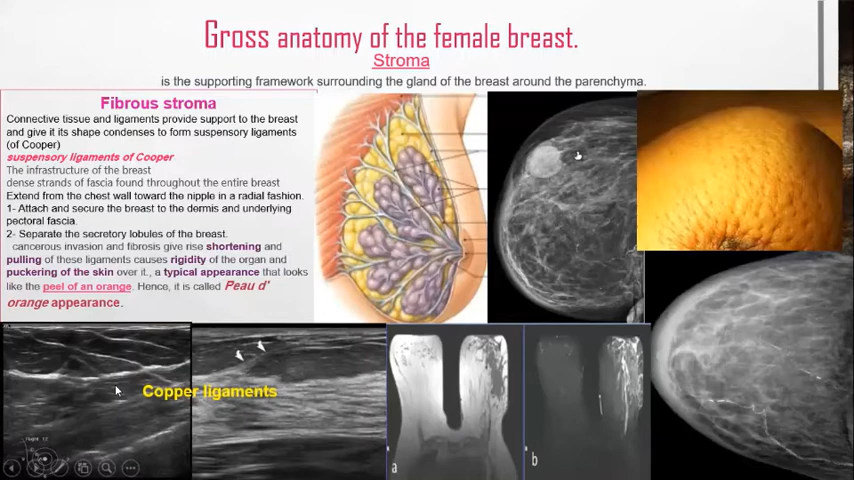 Gross anatomy of the female breast.
Stroma
is the supporting framework surrounding the gland of the breast around the parenchyma.
Fibrous stroma
Connective tissue and ligaments provide support to the breast
and give it its shape condenses to form suspensory ligaments
(of Cooper)
suspensory ligaments of Cooper
The infrastructure of the breast
dense strands of fascia found throughout the entire breast
Extend from the chest wall toward the nipple in a radial fashion.
1- Attach and secure the breast to the dermis and underlying
pectoral fascia.
2- Separate the secretory lobules of the breast.
cancerous invasion and fibrosis give rise shortening and
pulling of these ligaments causes rigidity of the organ and
puckering of the skin over it., a typical appearance that looks
like the peel of an orange. Hence, it is called Peau d'
orange appearance.
Copper ligaments
a
b